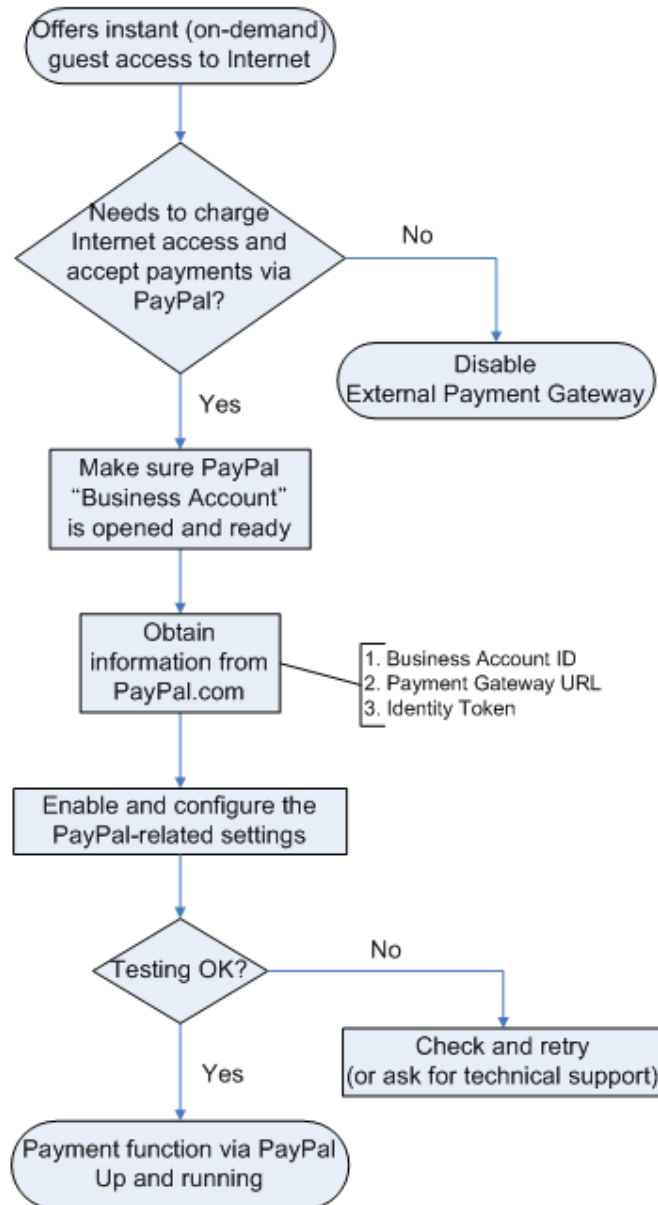 Offers instant (on-demand)
guest access to Internet
Needs to charge
Internet access and
accept payments via
PayPal?
No
Disable
External Payment Gateway
Yes
Make sure PayPal
“Business Account”
is opened and ready
Obtain
information from
PayPal.com
1. Business Account ID
2. Payment Gateway URL
3. Identity Token
Enable and configure the
PayPal-related settings
Testing OK?
No
Check and retry
(or ask for technical support)
Yes
Payment function via PayPal
Up and running